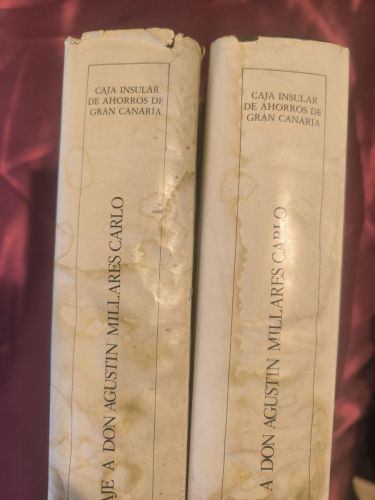 CAJA INSULAR
DE AHORROS DE
GRAN CANARIA
AJE A DON AGUSTIN MILLARES CARLO
CAJA INSULAR
DE AHORROS DE
GRAN CANARIA
A DON AGUSTIN MILLARES CARLO